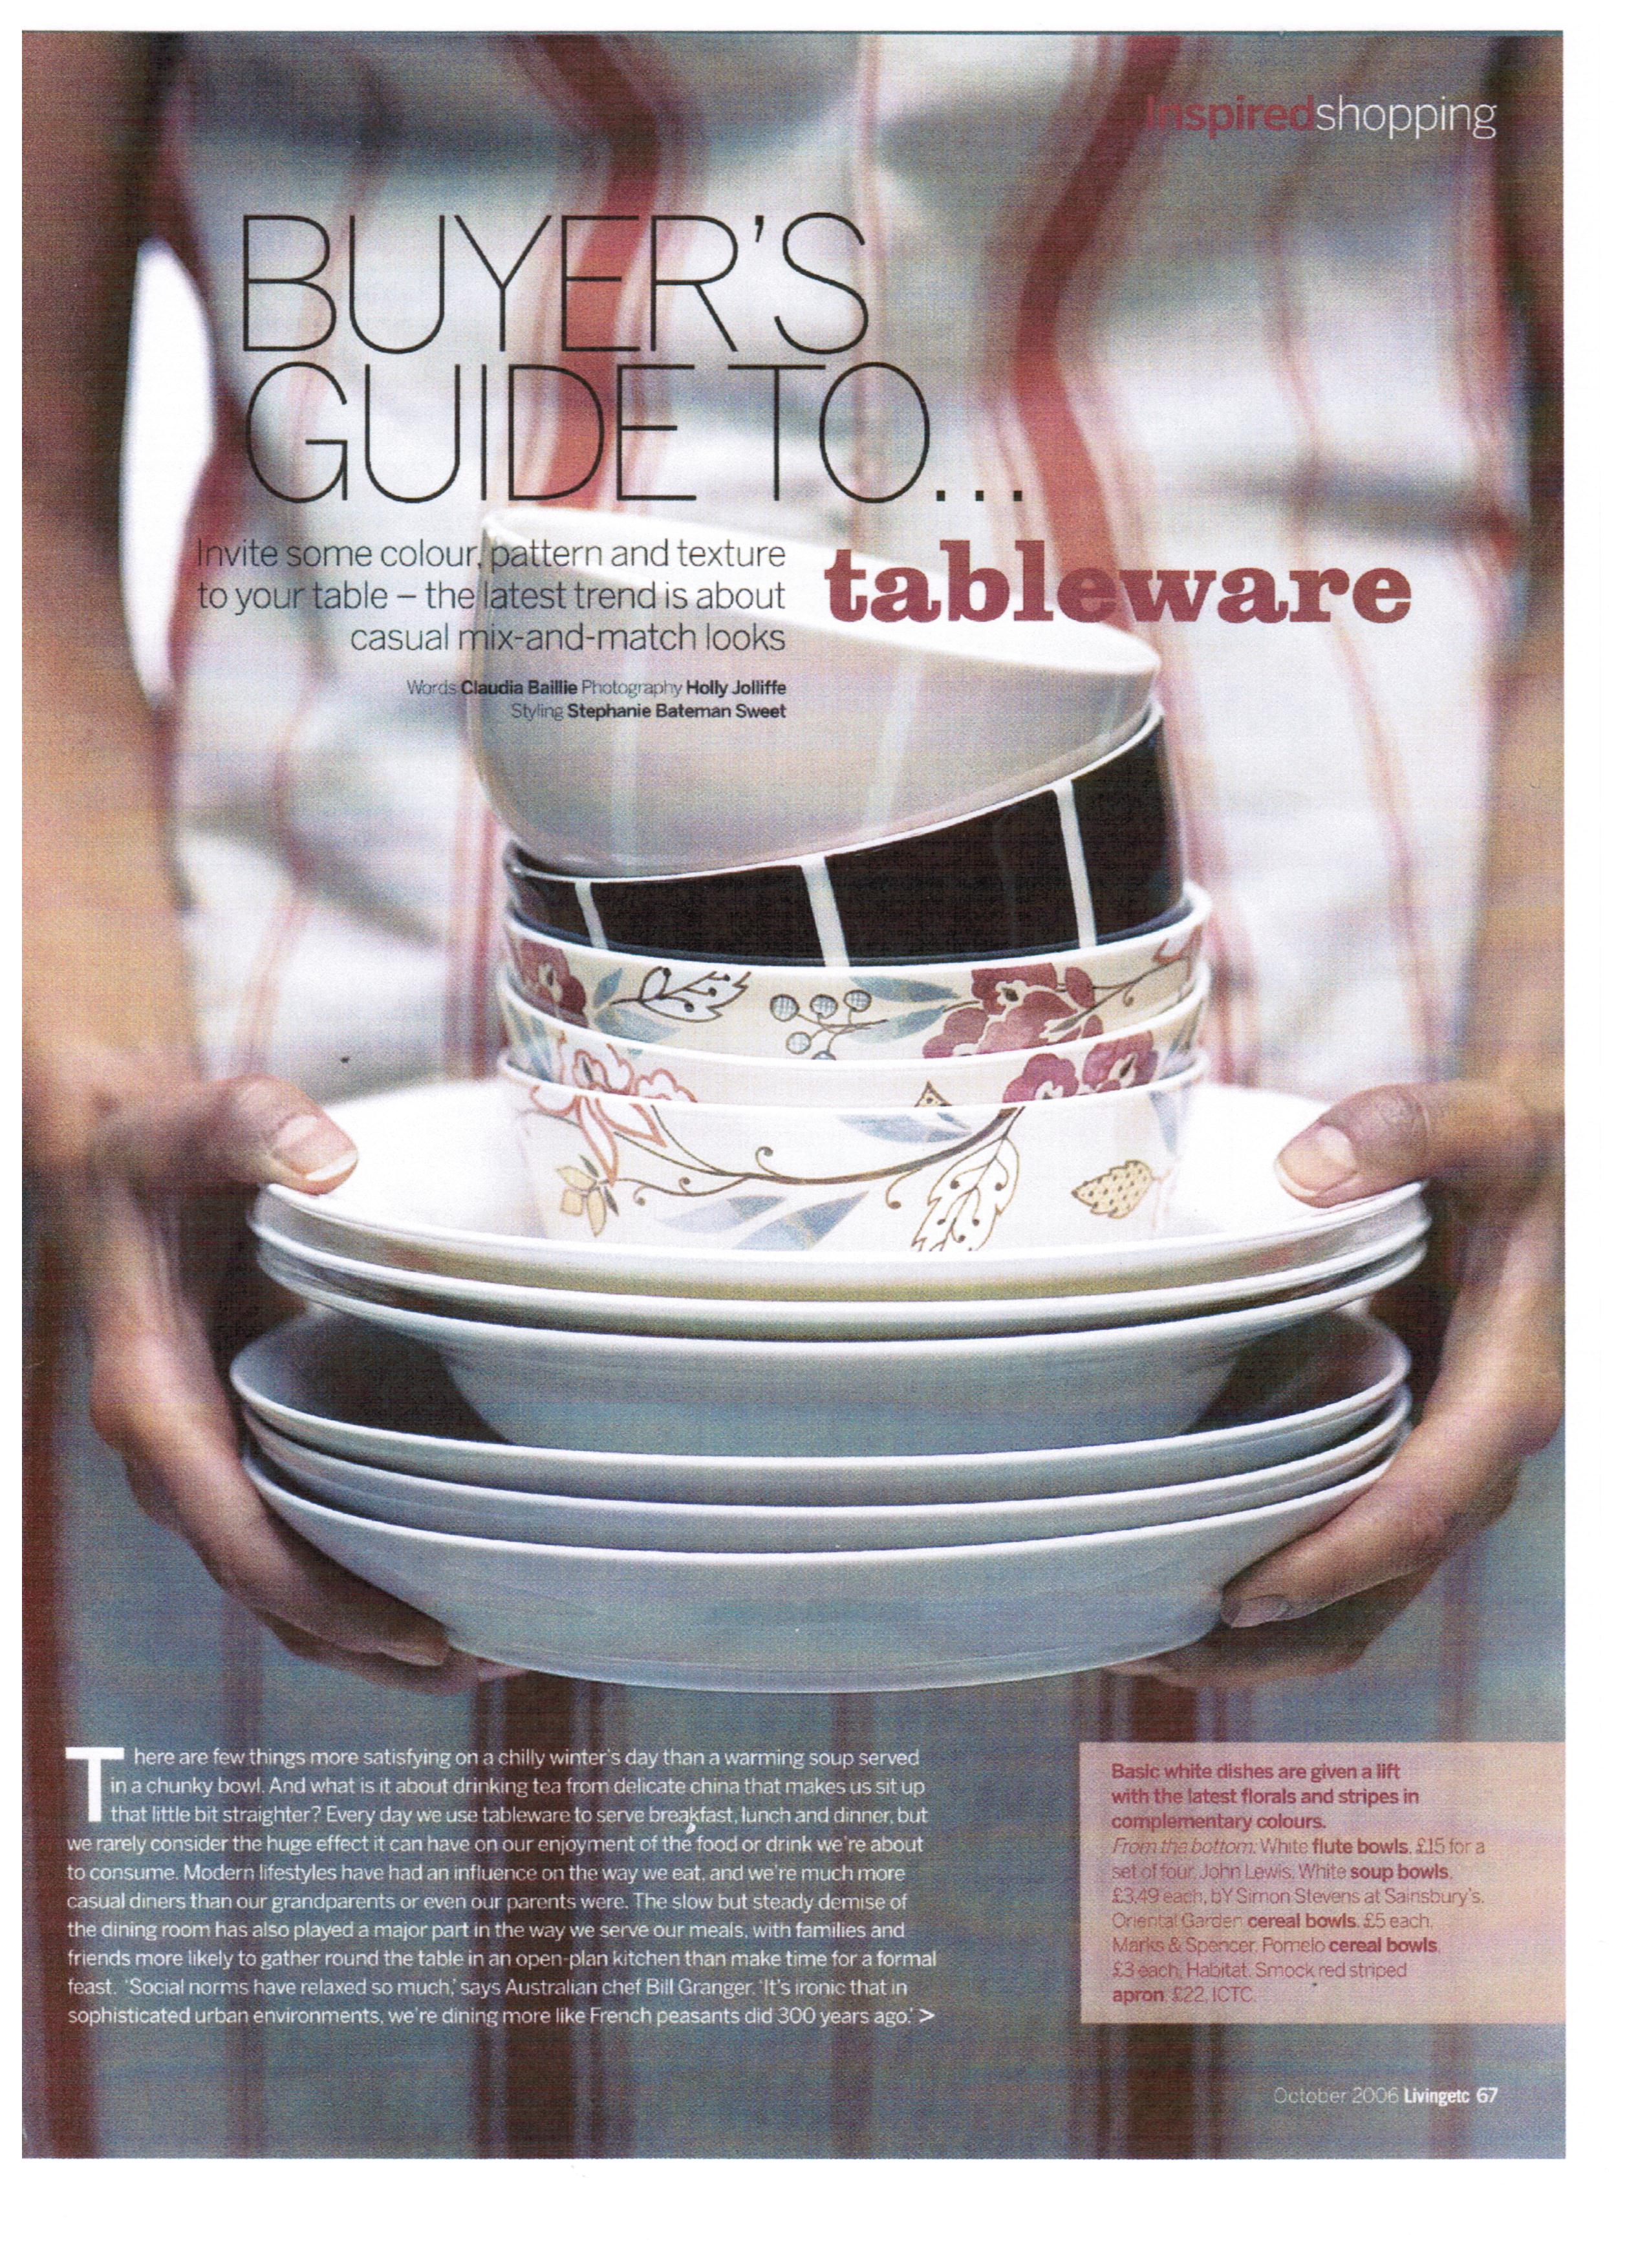 Inspiredshopping
BUYER'S
GUIDE TO...
tableware
Invite some colour, pattern and texture
to your table – the latest trend is about
casual mix-and-match looks
Words Claudia Baillie Photography Holly Jolliffe
Styling Stephanie Bateman Sweet
There are few things more satisfying on a chilly winter's day than a warming soup served
in a chunky bowl. And what is it about drinking tea from delicate china that makes us sit up
that little bit straighter? Every day we use tableware to serve breakfast, lunch and dinner, but
we rarely consider the huge effect it can have on our enjoyment of the food or drink we're about
to consume. Modern lifestyles have had an influence on the way we eat, and we're much more
casual diners than our grandparents or even our parents were. The slow but steady demise of
the dining room has also played a major part in the way we serve our meals, with families and
friends more likely to gather round the table in an open-plan kitchen than make time for a formal
feast. 'Social norms have relaxed so much,' says Australian chef Bill Granger. 'It's ironic that in
sophisticated urban environments, we're dining more like French peasants did 300 years ago.' >
Basic white dishes are given a lift
with the latest florals and stripes in
complementary colours.
From the bottom: White flute bowls, £15 for a
set of four, John Lewis. White soup bowls,
£3.49 each, bY Simon Stevens at Sainsbury's.
Oriental Garden cereal bowls, £5 each,
Marks & Spencer. Pomelo cereal bowls,
£3 each, Habitat. Smock red striped
apron, £22, ICTC.
October 2006 Livingetc 67